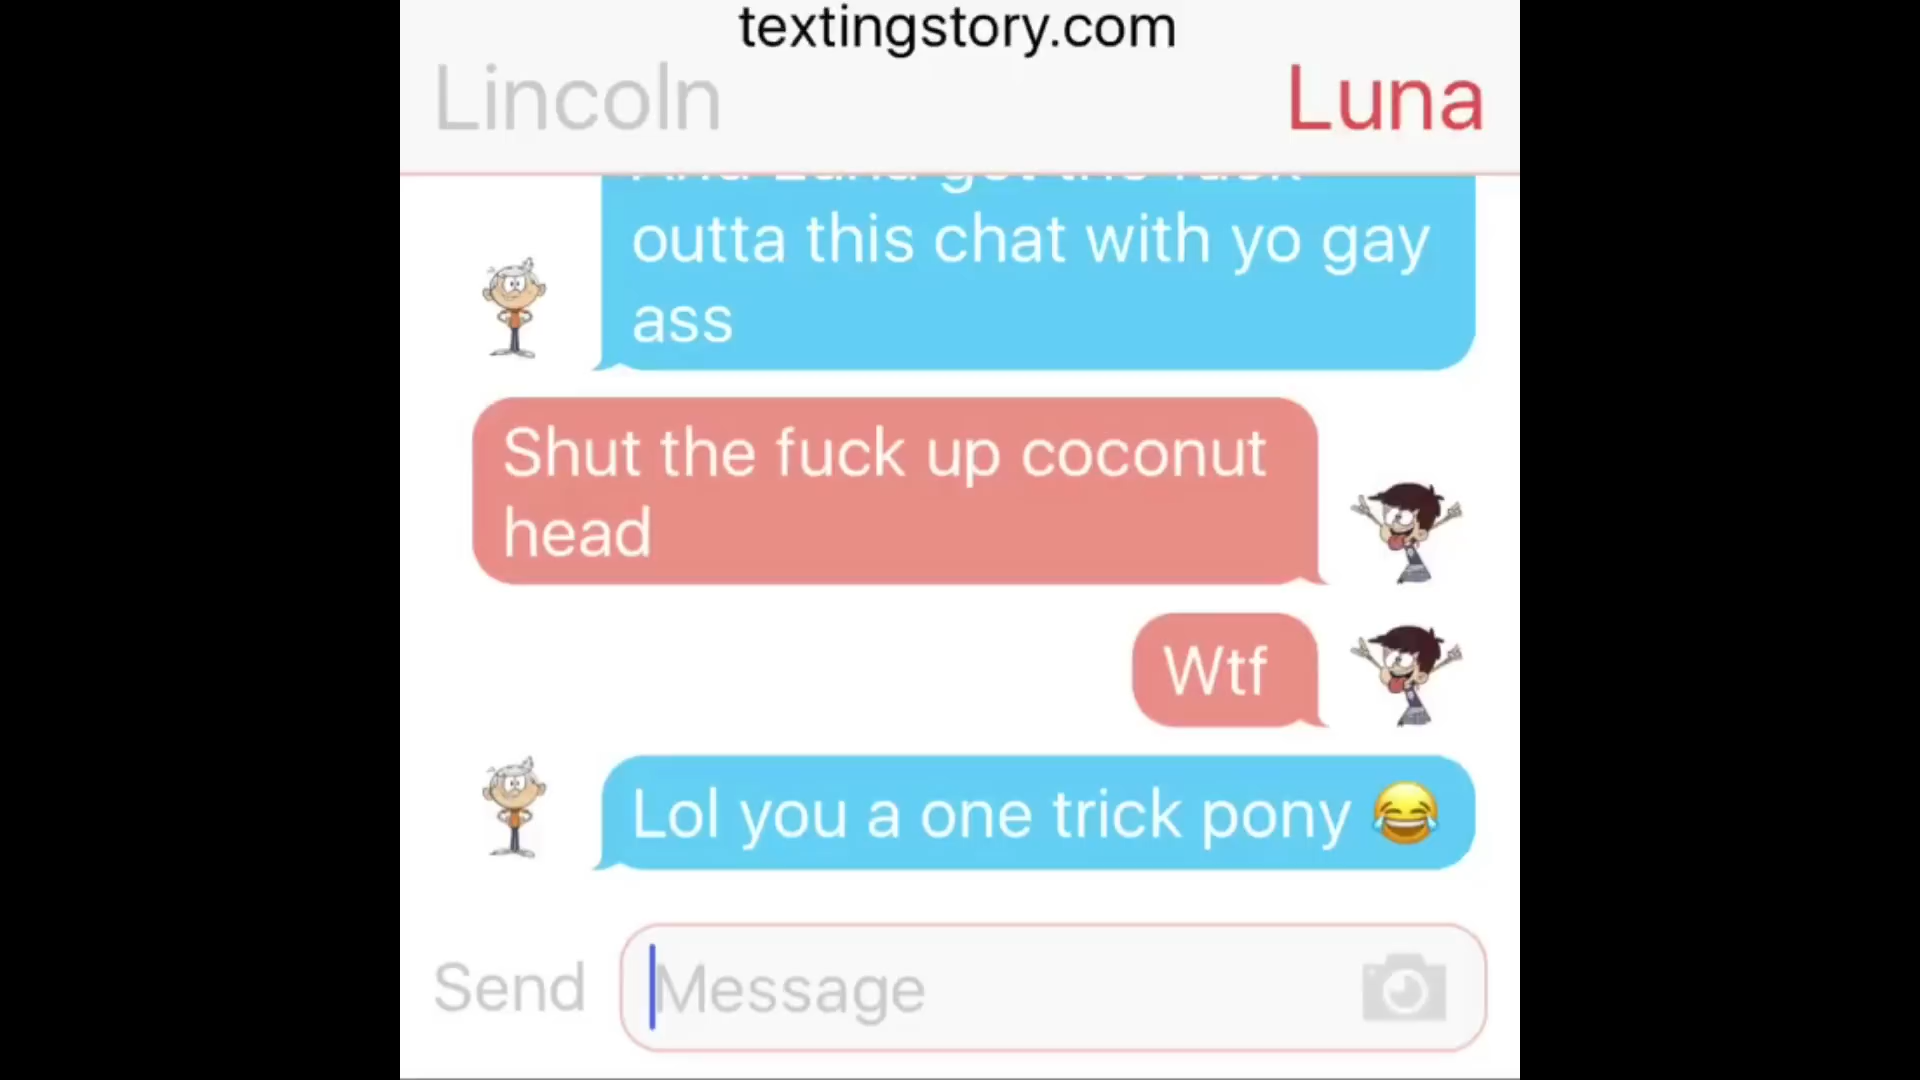 textingstory.com
Lincoln Luna
outta this chat with yo gay
ass
Shut the fuck up coconut
head
Wtf
Lol you a one trick pony 😂
Send Message